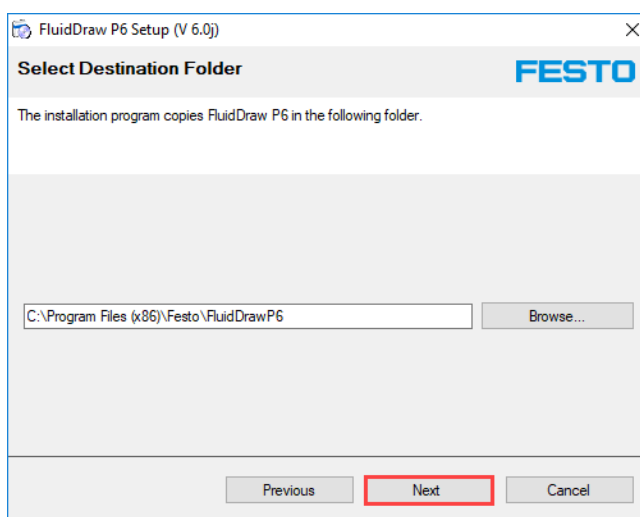 FluidDraw P6 Setup (V 6.0j)
Select Destination Folder
FESTO
The installation program copies FluidDraw P6 in the following folder.
C:\Program Files (x86)\Festo\FluidDrawP6
Browse...
Previous
Next
Cancel